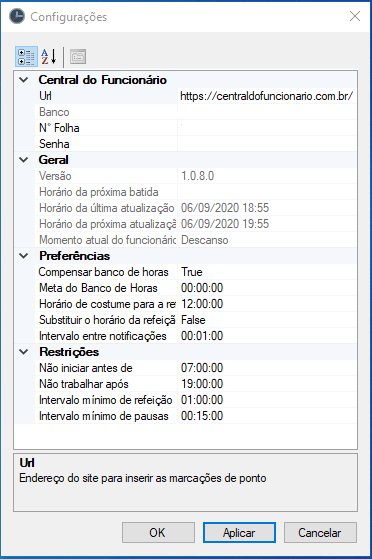 Configurações
Central do Funcionário
Url https://centraldofuncionario.com.br/
Banco
N° Folha
Senha
Geral
Versão 1.0.8.0
Horário da próxima batida
Horário da última atualização 06/09/2020 18:55
Horário da próxima atualizaçã 06/09/2020 19:55
Momento atual do funcionário Descanso
Preferências
Compensar banco de horas True
Meta do Banco de Horas 00:00:00
Horário de costume para a ref 12:00:00
Substituir o horário da refeiçã False
Intervalo entre notificações 00:01:00
Restrições
Não iniciar antes de 07:00:00
Não trabalhar após 19:00:00
Intervalo mínimo de refeição 01:00:00
Intervalo mínimo de pausas 00:15:00
Url
Endereço do site para inserir as marcações de ponto
OK Aplicar Cancelar